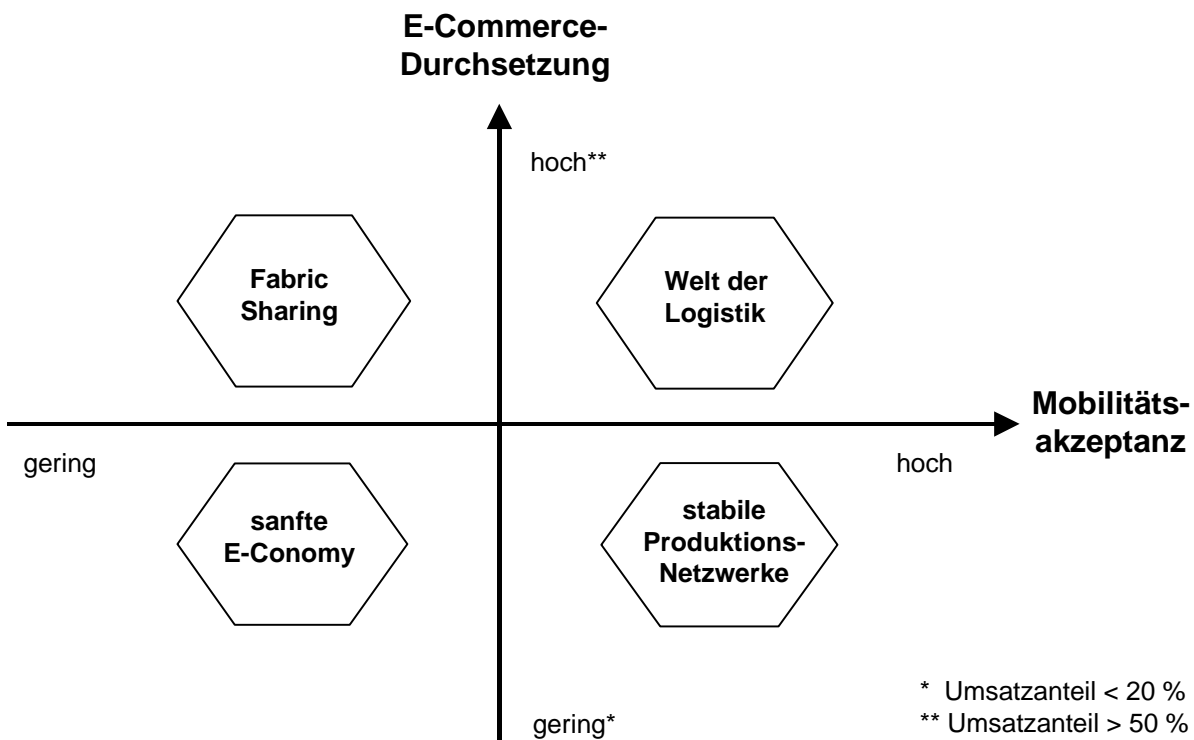 E-Commerce-
Durchsetzung
hoch**
Fabric
Sharing
Welt der
Logistik
Mobilitäts-
akzeptanz
gering
hoch
sanfte
E-Conomy
stabile
Produktions-
Netzwerke
gering*
* Umsatzanteil < 20 %
** Umsatzanteil > 50 %